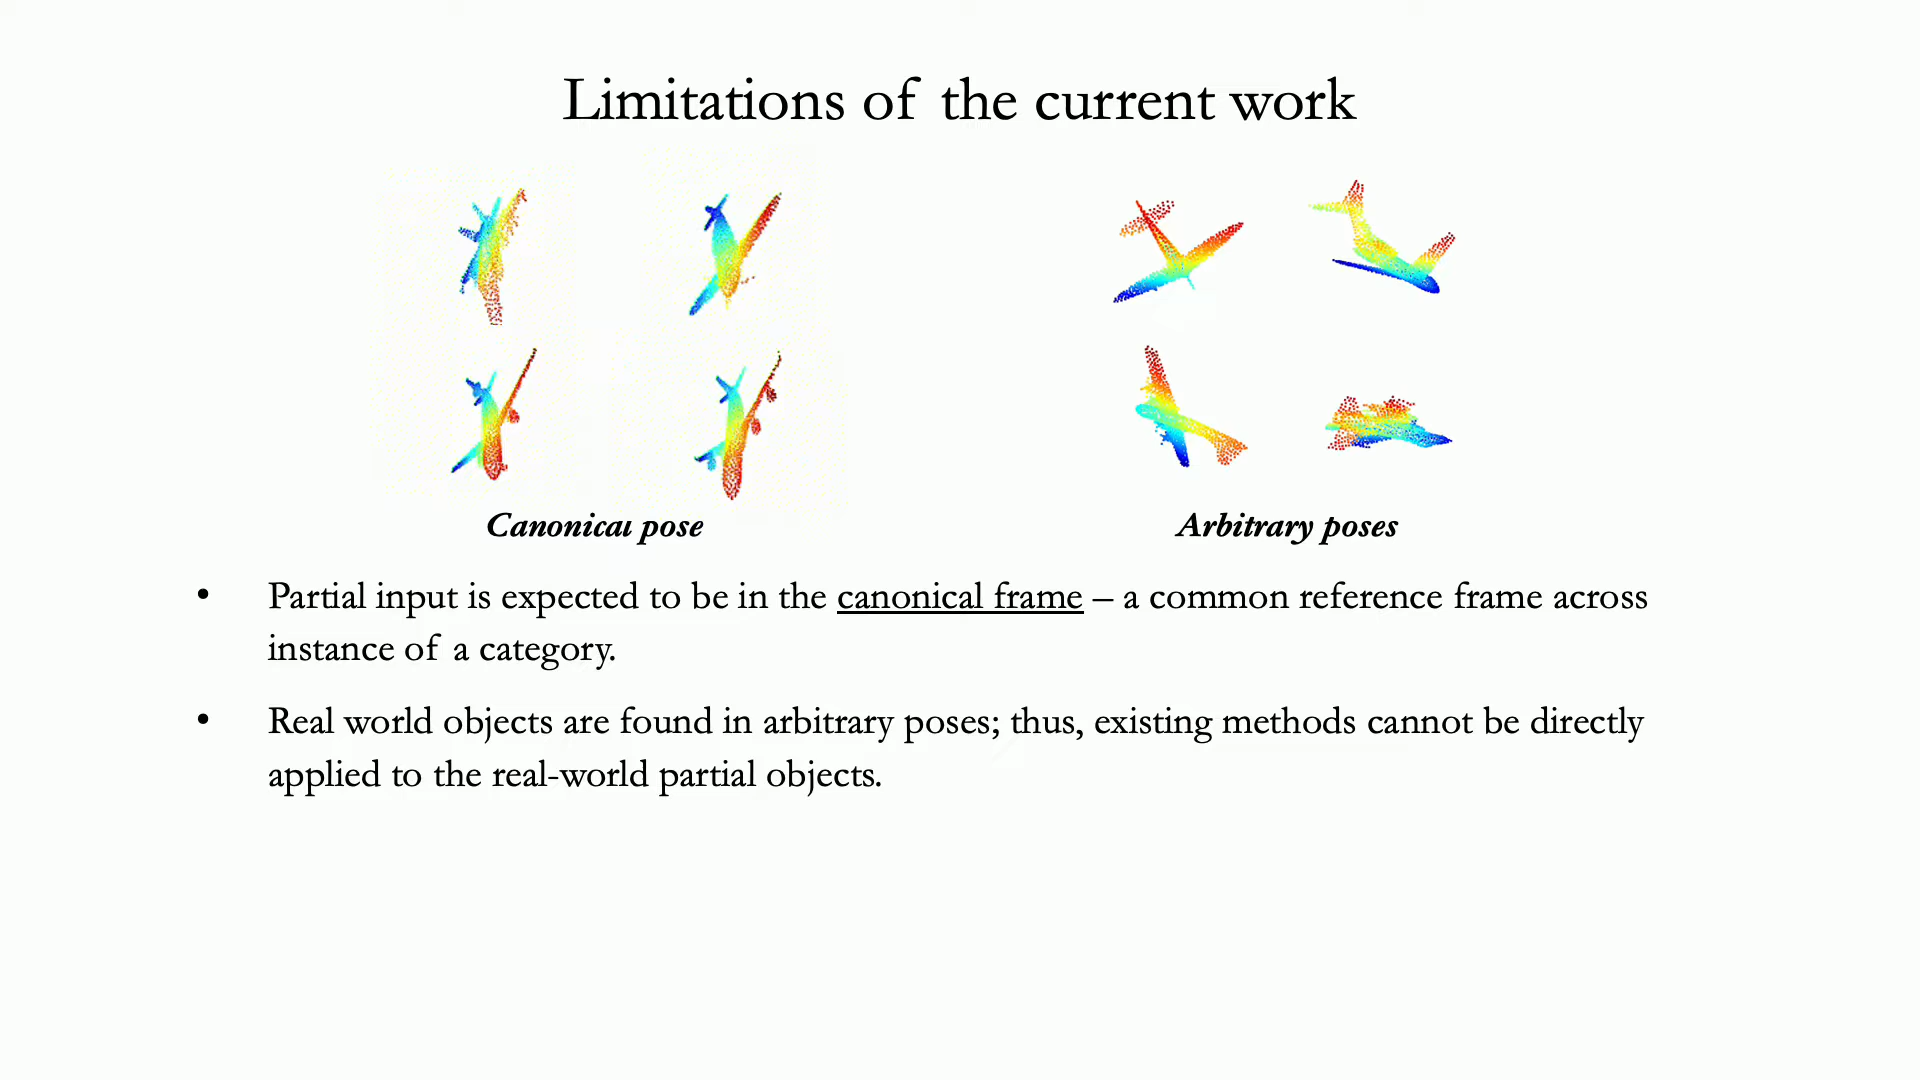 Limitations of the current work
Canonical pose
Arbitrary poses
• Partial input is expected to be in the canonical frame – a common reference frame across
instance of a category.
• Real world objects are found in arbitrary poses; thus, existing methods cannot be directly
applied to the real-world partial objects.